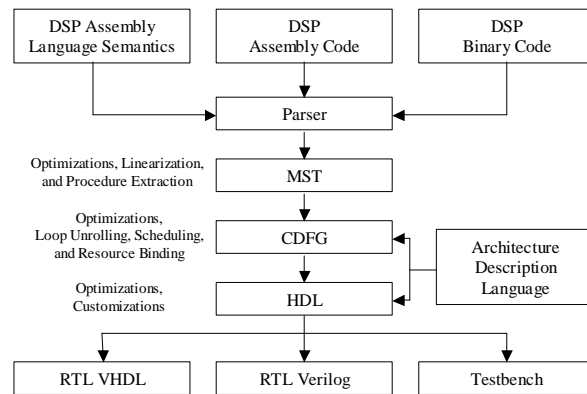 DSP Assembly
Language Semantics
DSP
Assembly Code
DSP
Binary Code
Parser
Optimizations, Linearization,
and Procedure Extraction
MST
Optimizations,
Loop Unrolling, Scheduling,
and Resource Binding
CDFG
Architecture
Description
Language
Optimizations,
Customizations
HDL
RTL VHDL
RTL Verilog
Testbench